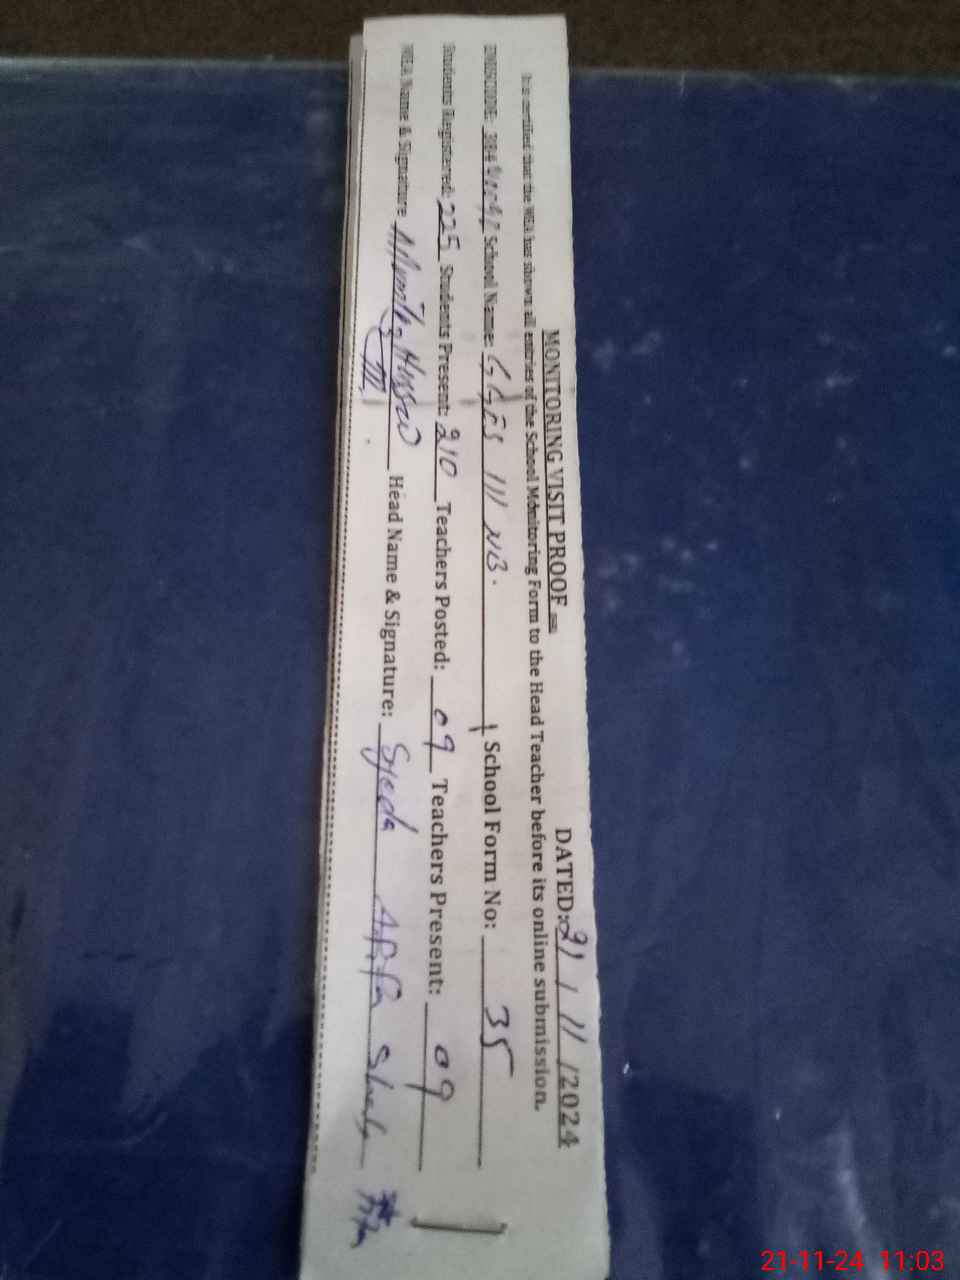 MONITORING VISIT PROOF DATED: 21 / 11 /2024
It is certified that the MEA has shown all entries of the School Monitoring Form to the Head Teacher before its online submission.
EMISCODE: School Name: GGES III NB. School Form No: 35
Students Registered: 225 Students Present: 210 Teachers Posted: 09 Teachers Present: 09
MEA Name & Signature Head Name & Signature: Syeda
21-11-24 11:03